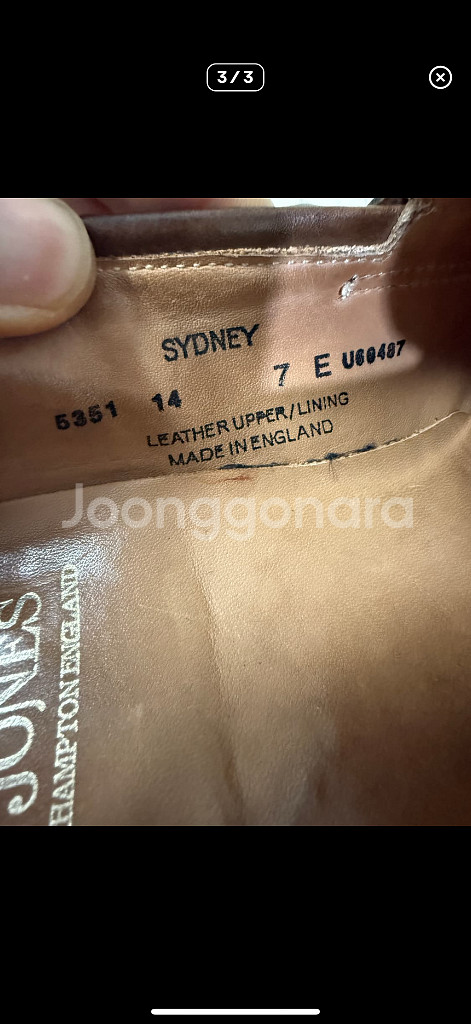 3/3
SYDNEY
5351 14 7 E U60487
LEATHER UPPER/LINING
MADE IN ENGLAND
Joonggonara
JONES
HAMPTON ENGLAND